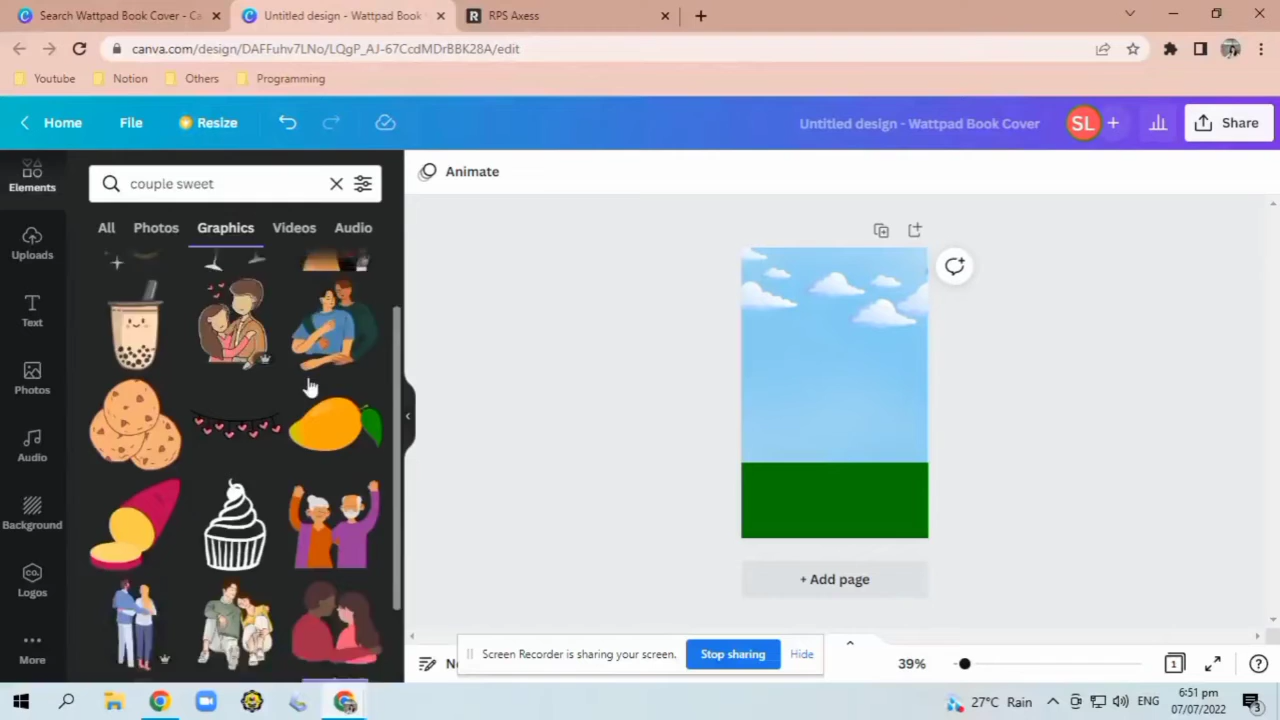 Search Wattpad Book Cover - Ca
Untitled design - Wattpad Book
RPS Axess
canva.com/design/DAFFuhv7LNo/LQgP_AJ-67CcdMDrBBK28A/edit
Youtube
Notion
Others
Programming
Home
File
Resize
Untitled design - Wattpad Book Cover
SL
Share
Elements
couple sweet
Animate
All
Photos
Graphics
Videos
Audio
Uploads
Text
Photos
Audio
Background
CO.
Logos
More
+ Add page
Screen Recorder is sharing your screen.
Stop sharing
Hide
39%
1
27°C Rain
ENG
6:51 pm
07/07/2022
3